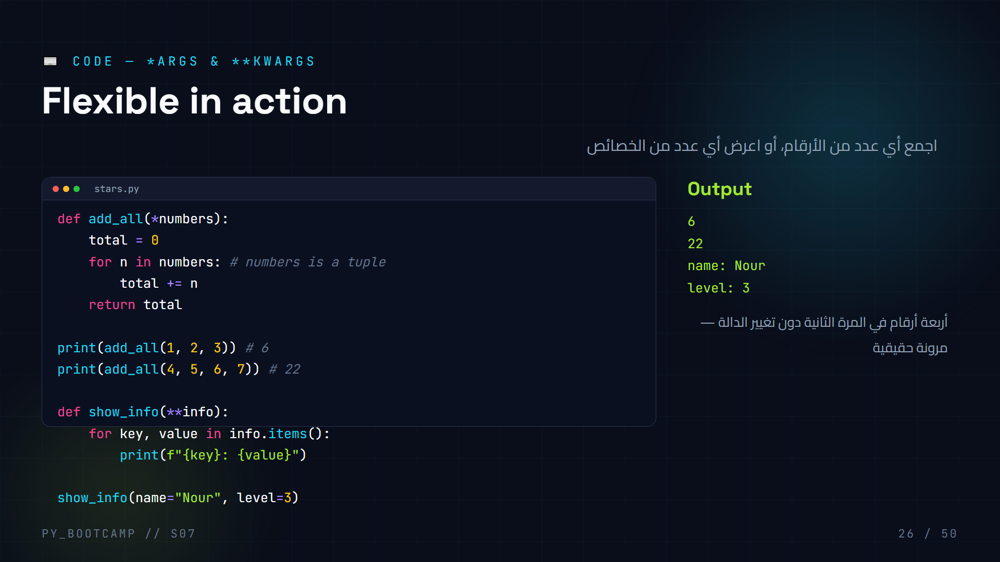 CODE — *ARGS & **KWARGS
Flexible in action
اجمع أي عدد من الأرقام، أو اعرض أي عدد من الخصائص
stars.py
def add_all(*numbers):
    total = 0
    for n in numbers: # numbers is a tuple
        total += n
    return total

print(add_all(1, 2, 3)) # 6
print(add_all(4, 5, 6, 7)) # 22

def show_info(**info):
    for key, value in info.items():
        print(f"{key}: {value}")

show_info(name="Nour", level=3)
Output
6
22
name: Nour
level: 3
أربعة أرقام في المرة الثانية دون تغيير الدالة —
مرونة حقيقية
PY_BOOTCAMP // S07
26 / 50